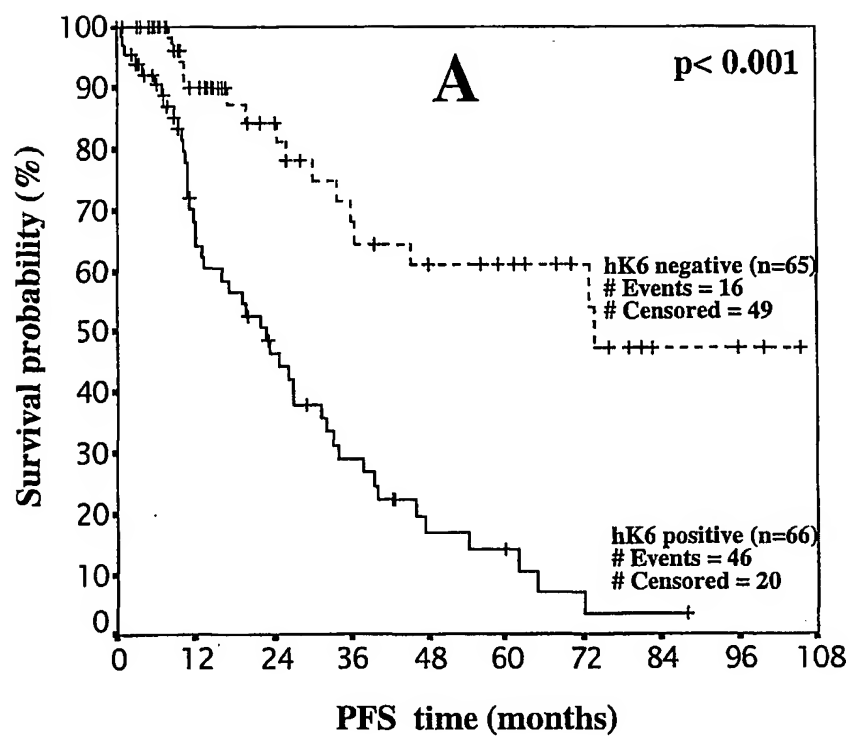 A
p< 0.001
Survival probability (%)
100
90
80
70
60
50
40
30
20
10
0
hK6 negative (n=65)
# Events = 16
# Censored = 49
hK6 positive (n=66)
# Events = 46
# Censored = 20
0 12 24 36 48 60 72 84 96 108
PFS time (months)